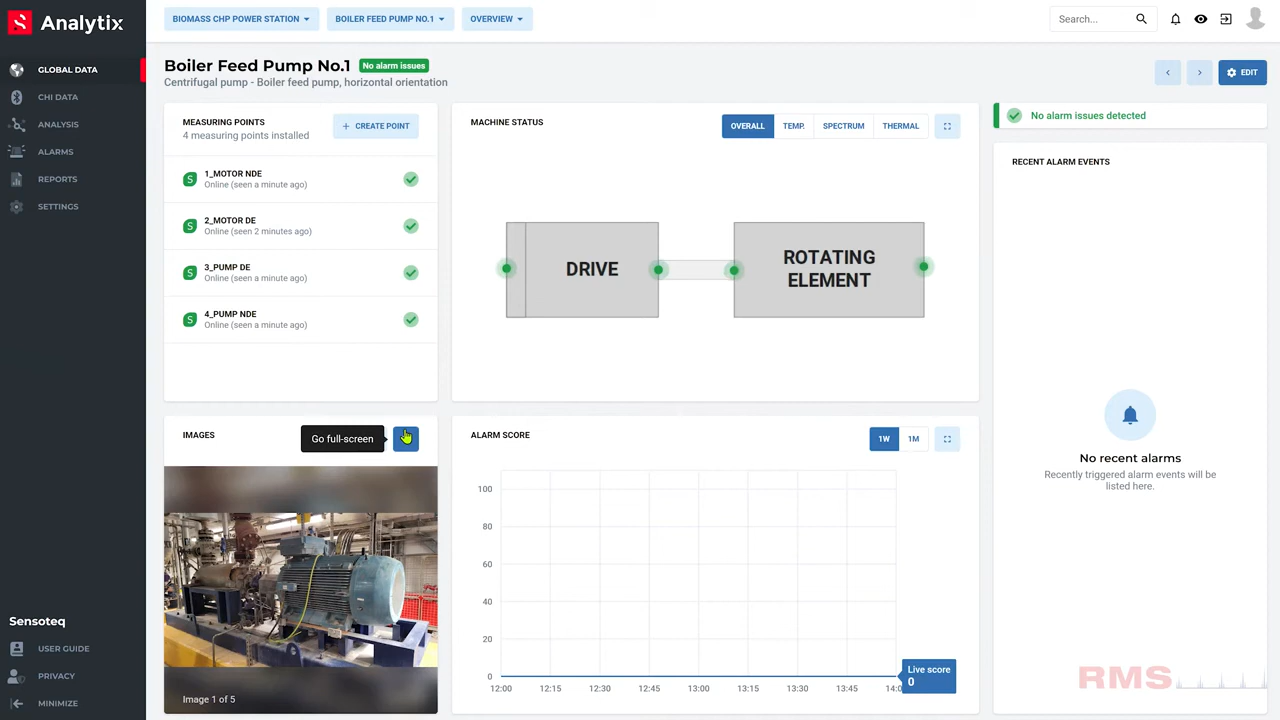 Analytix
BIOMASS CHP POWER STATION
BOILER FEED PUMP NO.1
OVERVIEW
Search...
GLOBAL DATA
CHI DATA
ANALYSIS
ALARMS
REPORTS
SETTINGS
Boiler Feed Pump No.1
No alarm issues
Centrifugal pump - Boiler feed pump, horizontal orientation
EDIT
MEASURING POINTS
4 measuring points installed
+ CREATE POINT
S
1_MOTOR NDE
Online (seen a minute ago)
S
2_MOTOR DE
Online (seen 2 minutes ago)
S
3_PUMP DE
Online (seen a minute ago)
S
4_PUMP NDE
Online (seen a minute ago)
MACHINE STATUS
OVERALL
TEMP.
SPECTRUM
THERMAL
DRIVE
ROTATING
ELEMENT
No alarm issues detected
RECENT ALARM EVENTS
No recent alarms
Recently triggered alarm events will be
listed here.
IMAGES
Go full-screen
Image 1 of 5
ALARM SCORE
1W
1M
100
80
60
40
20
0
12:00
12:15
12:30
12:45
13:00
13:15
13:30
13:45
14:0
Live score
0
RMS
Sensoteq
USER GUIDE
PRIVACY
MINIMIZE